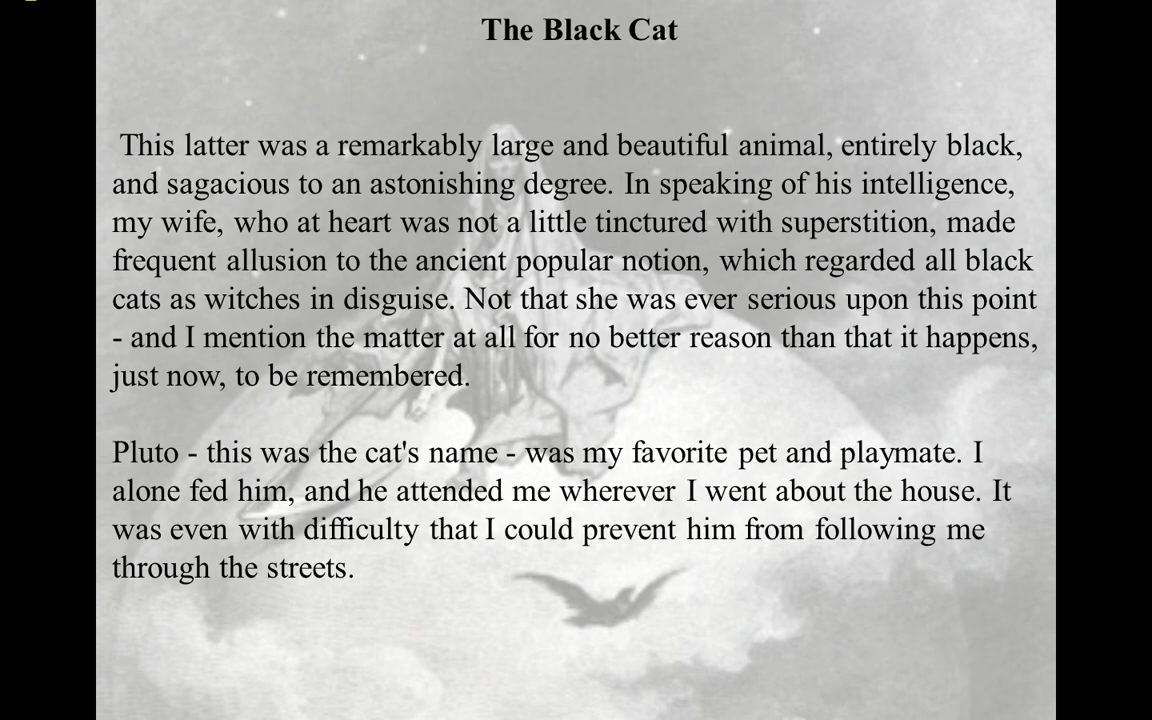 The Black Cat
This latter was a remarkably large and beautiful animal, entirely black,
and sagacious to an astonishing degree. In speaking of his intelligence,
my wife, who at heart was not a little tinctured with superstition, made
frequent allusion to the ancient popular notion, which regarded all black
cats as witches in disguise. Not that she was ever serious upon this point
- and I mention the matter at all for no better reason than that it happens,
just now, to be remembered.
Pluto - this was the cat's name - was my favorite pet and playmate. I
alone fed him, and he attended me wherever I went about the house. It
was even with difficulty that I could prevent him from following me
through the streets.